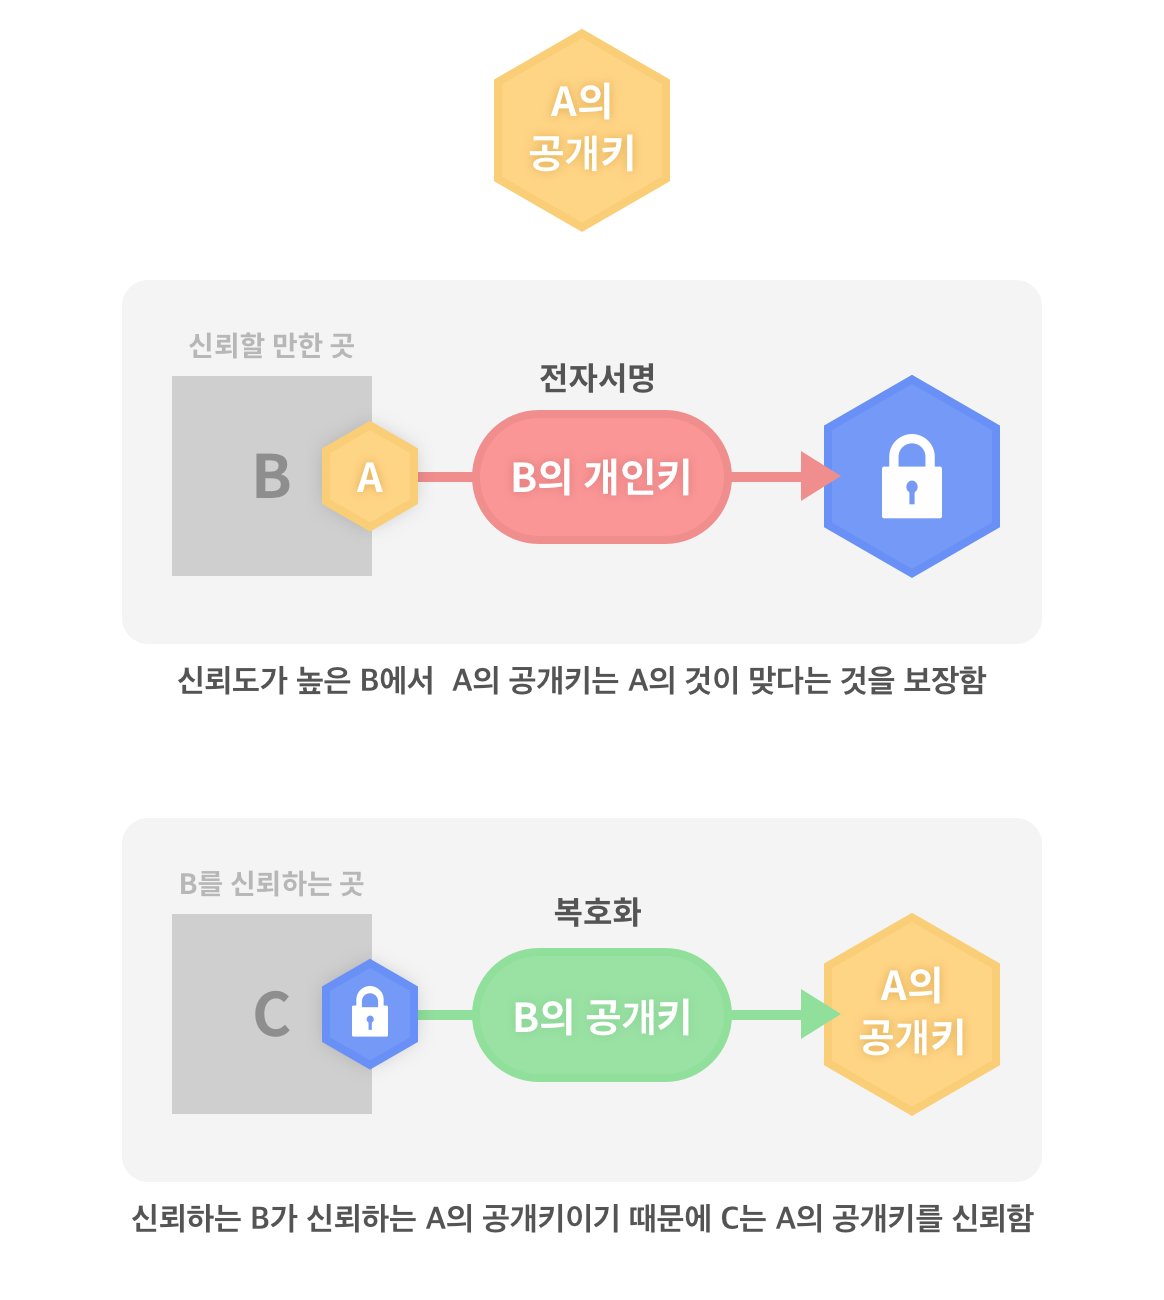 A의
공개키
신뢰할 만한 곳
전자서명
B
A
B의 개인키
신뢰도가 높은 B에서  A의 공개키는 A의 것이 맞다는 것을 보장함
B를 신뢰하는 곳
복호화
C
B의 공개키
A의
공개키
신뢰하는 B가 신뢰하는 A의 공개키이기 때문에 C는 A의 공개키를 신뢰함